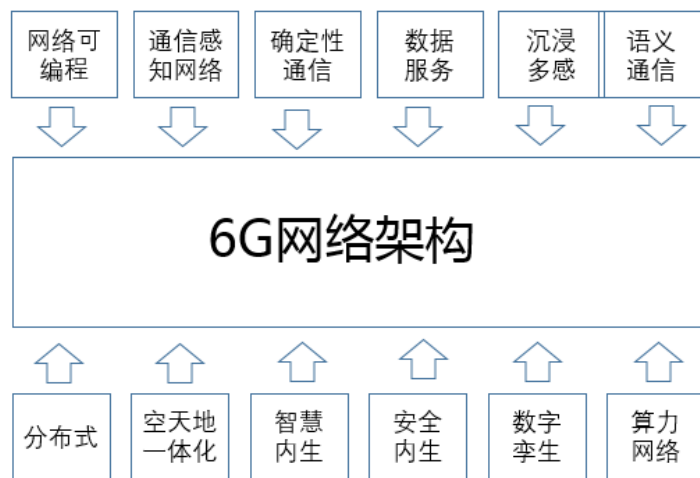 网络可
编程
通信感
知网络
确定性
通信
数据
服务
沉浸
多感
语义
通信
6G网络架构
分布式
空天地
一体化
智慧
内生
安全
内生
数字
孪生
算力
网络